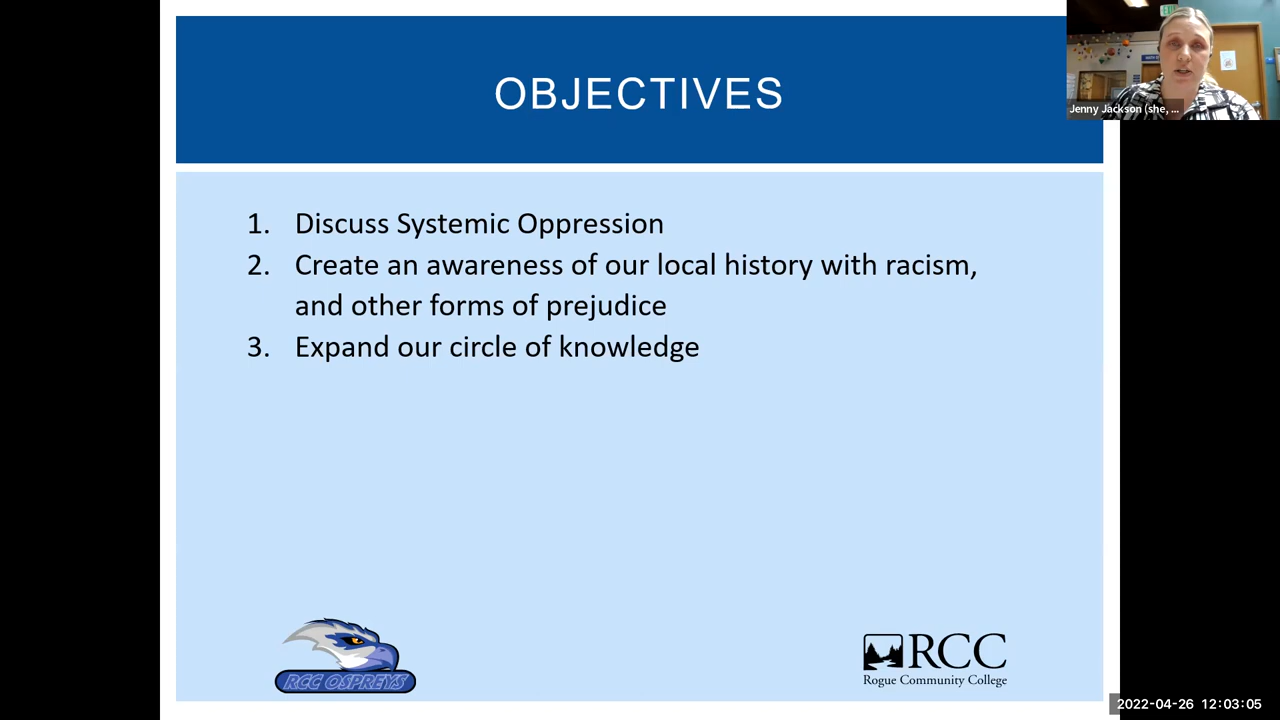 OBJECTIVES
Jenny Jackson (she, ...
1. Discuss Systemic Oppression
2. Create an awareness of our local history with racism,
and other forms of prejudice
3. Expand our circle of knowledge
RCC OSPREYS
RCC
Rogue Community College
2022-04-26 12:03:05